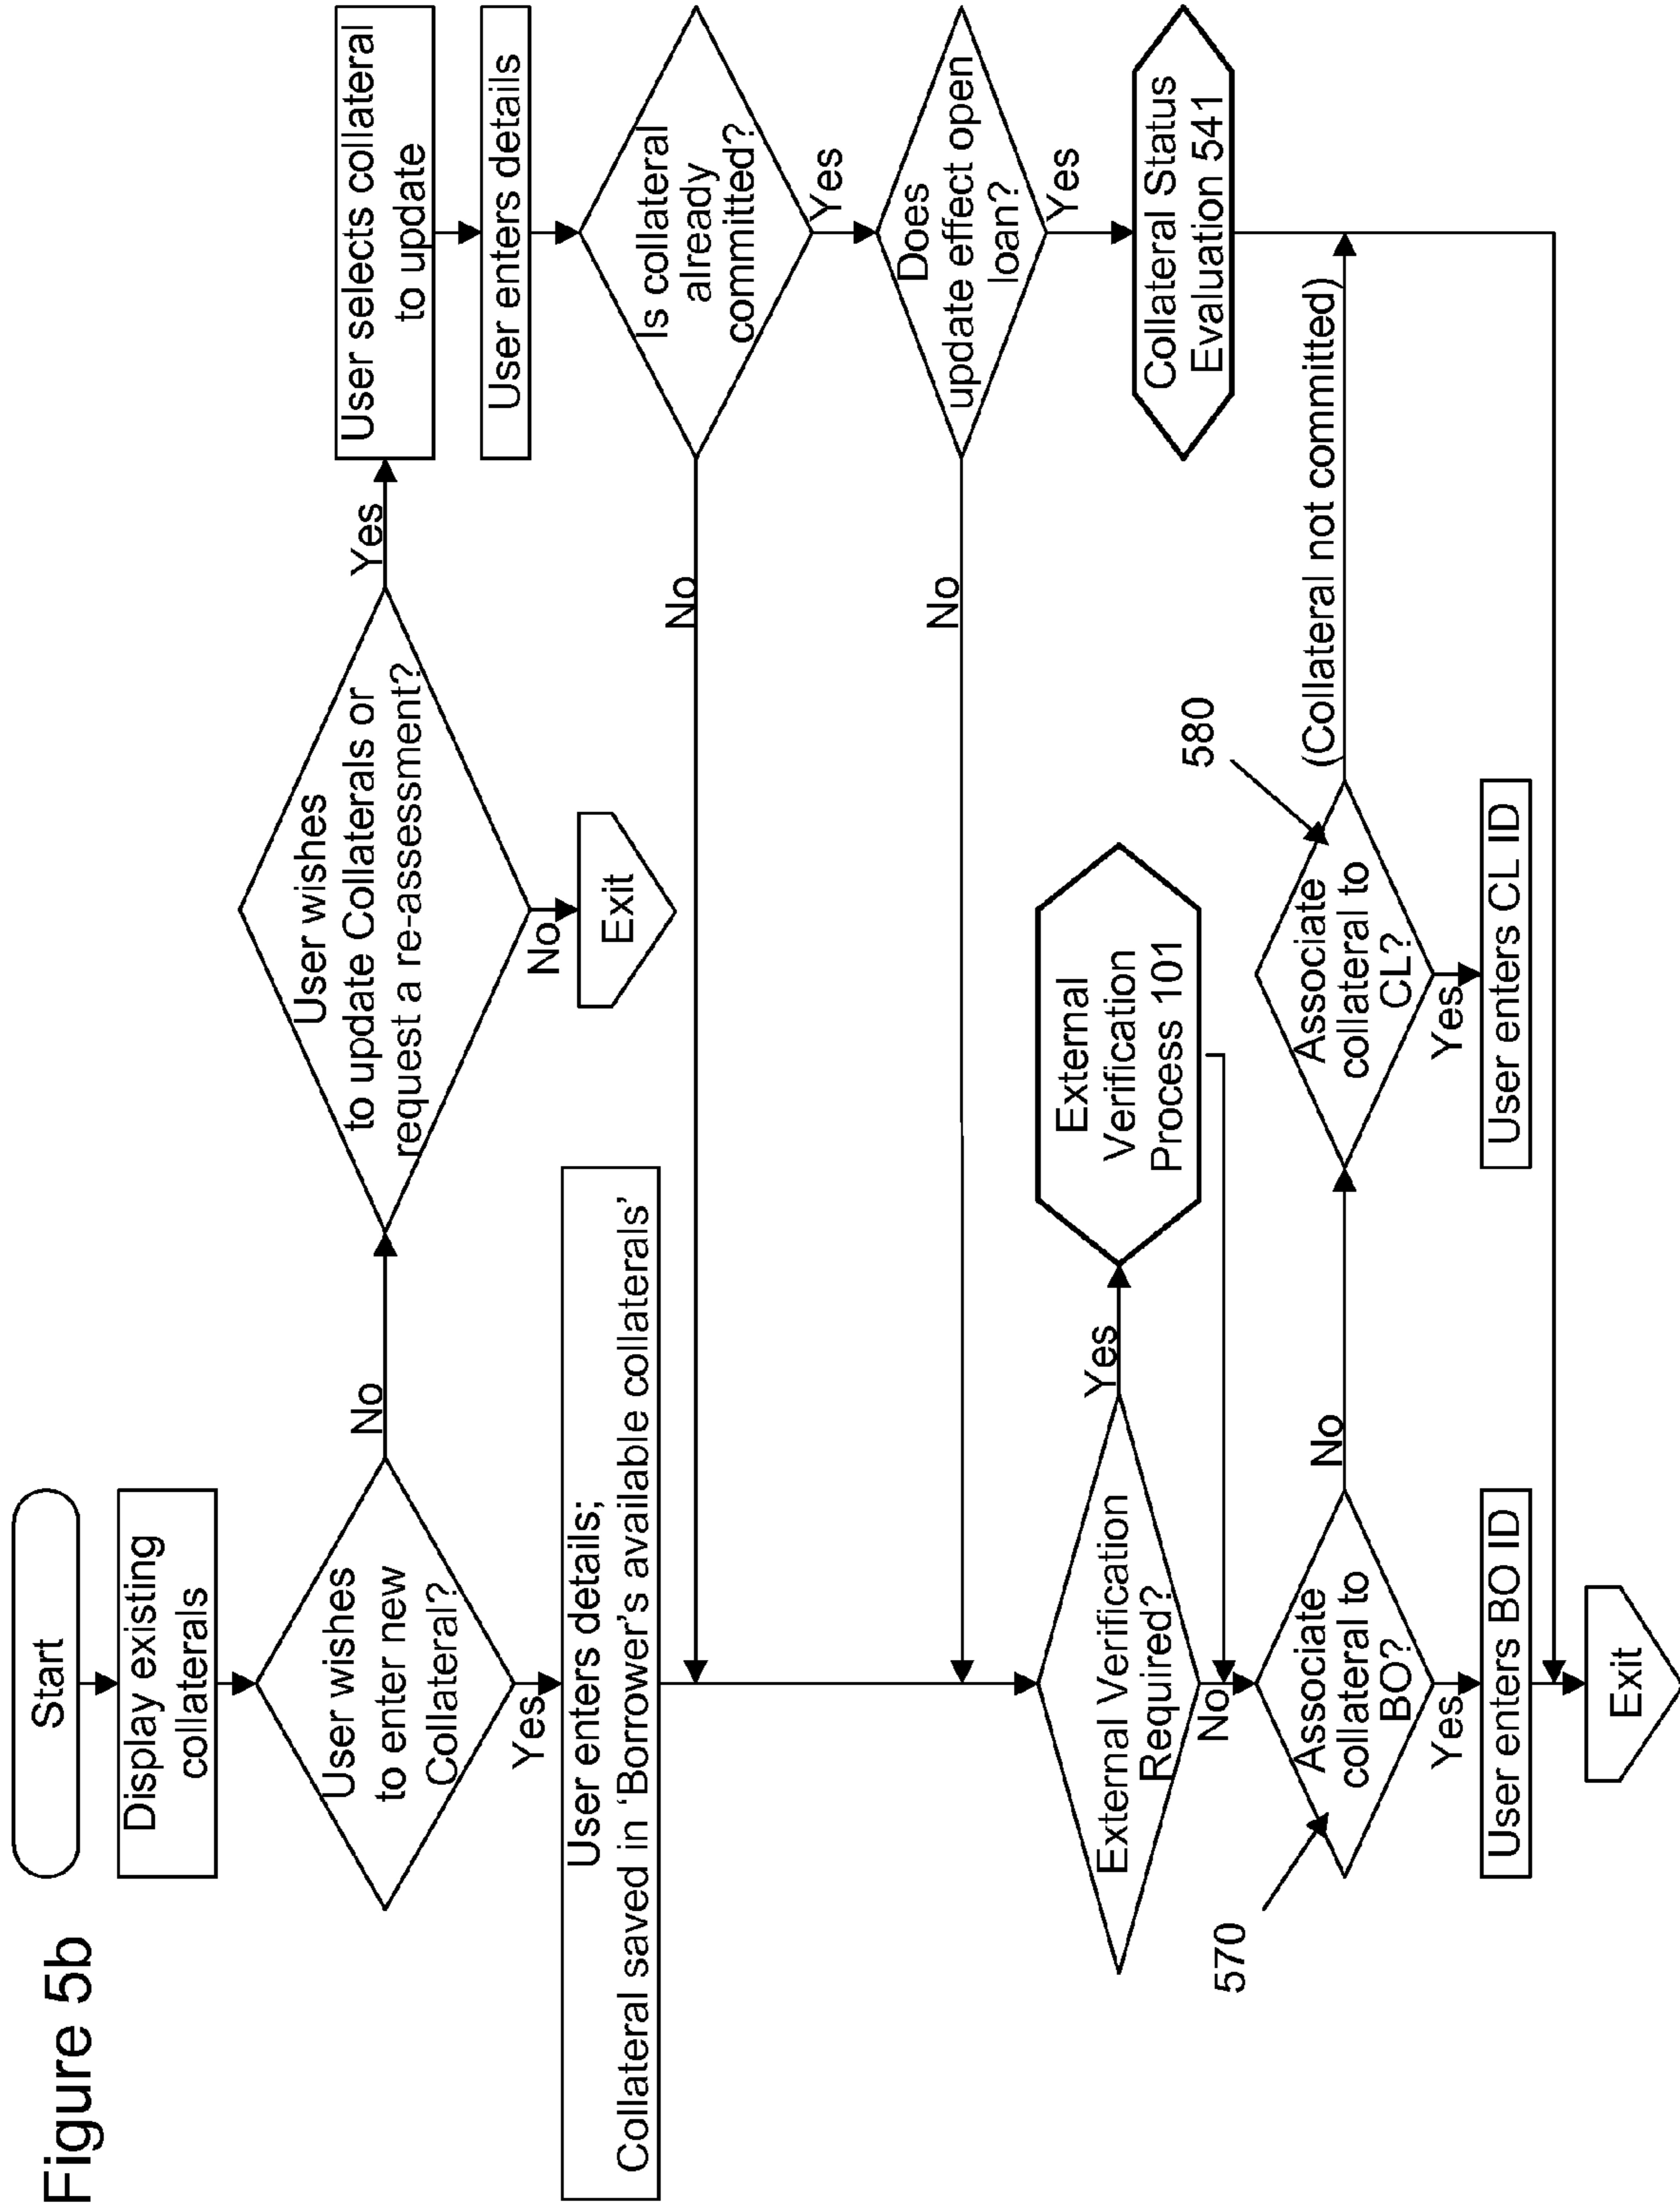 Figure 5b
Start
Display existing
collaterals
User wishes
to enter new
Collateral?
No
Yes
User wishes
to update Collaterals or
request a re-assessment?
Yes
No
Exit
User selects collateral
to update
User enters details
Is collateral
already
committed?
No
Yes
Does
update effect open
loan?
No
Yes
Collateral Status
Evaluation 541
User enters details;
Collateral saved in ‘Borrower’s available collaterals’
External Verification
Required?
Yes
No
External
Verification
Process 101
570
Associate
collateral to
BO?
No
Yes
580
Associate
collateral to
CL?
(Collateral not committed)
Yes
User enters BO ID
User enters CL ID
Exit